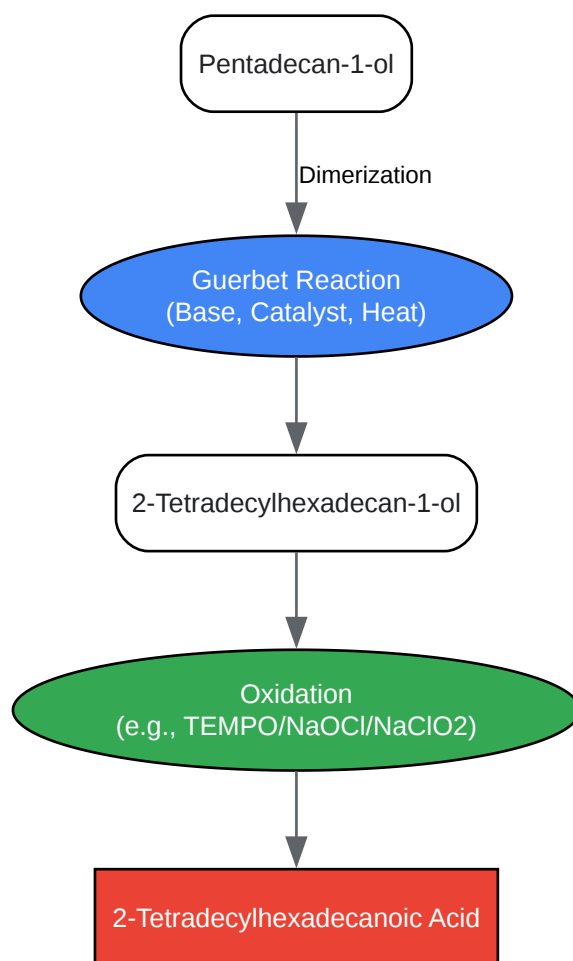 Pentadecan-1-ol
Dimerization
Guerbet Reaction
(Base, Catalyst, Heat)
2-Tetradecylhexadecan-1-ol
Oxidation
(e.g., TEMPO/NaOCl/NaClO2)
2-Tetradecylhexadecanoic Acid